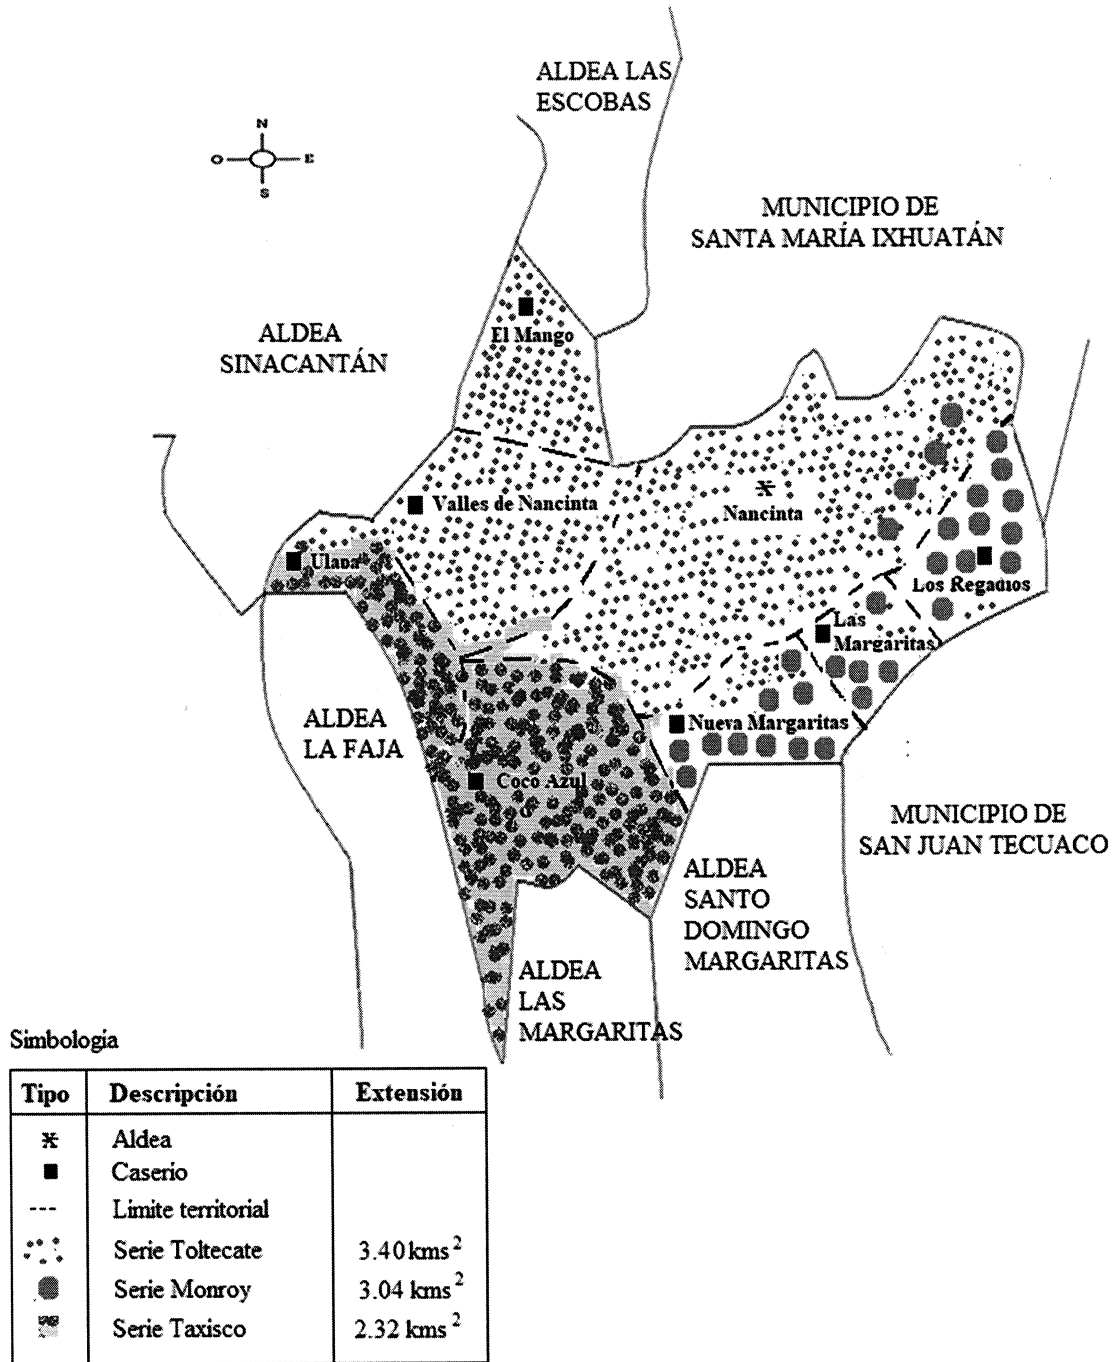 ALDEA LAS
ESCOBAS
N
O E
S
MUNICIPIO DE
SANTA MARÍA IXHUATÁN
ALDEA
SINACANTÁN
El Mango
Valles de Nancinta
Nancinta
Ulapa
Los Regadios
Las
Margaritas
Nueva Margaritas
ALDEA
LA FAJA
Coco Azul
MUNICIPIO DE
SAN JUAN TECUACO
ALDEA
SANTO
DOMINGO
MARGARITAS
ALDEA
LAS
MARGARITAS
Simbología
Tipo Descripción Extensión
Aldea
Caserio
Limite territorial
Serie Toltecate 3.40 kms 2
Serie Monroy 3.04 kms 2
Serie Taxisco 2.32 kms 2